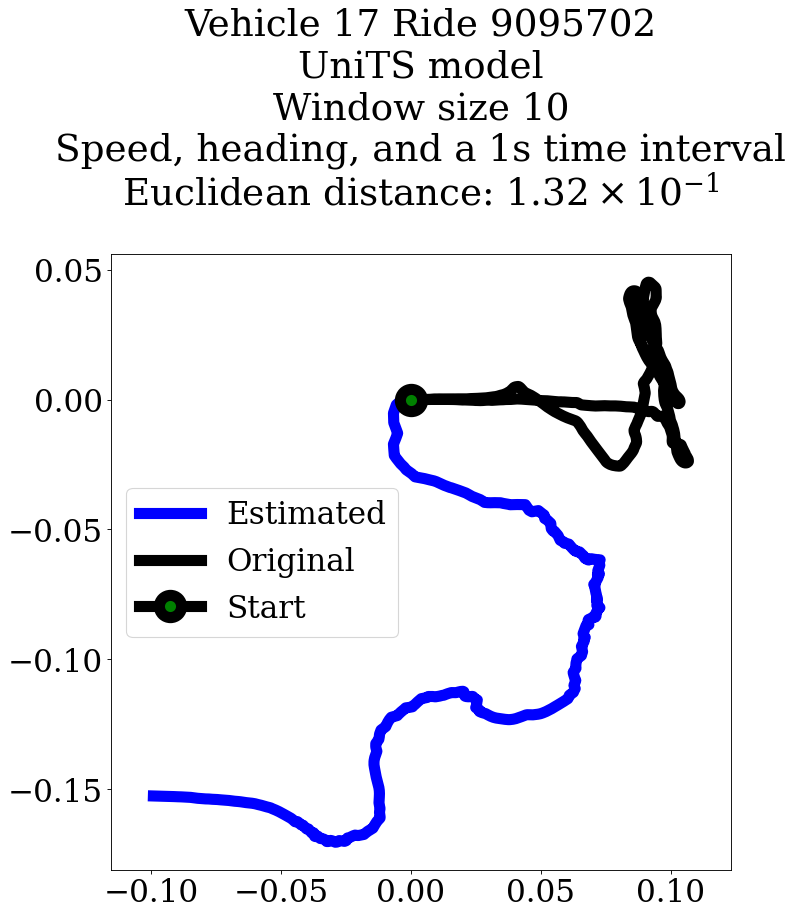 Vehicle 17 Ride 9095702
UniTS model
Window size 10
Speed, heading, and a 1s time interval
Euclidean distance: 1.32 × 10⁻¹
0.05
0.00
−0.05
−0.10
−0.15
Estimated
Original
Start
−0.10 −0.05 0.00 0.05 0.10